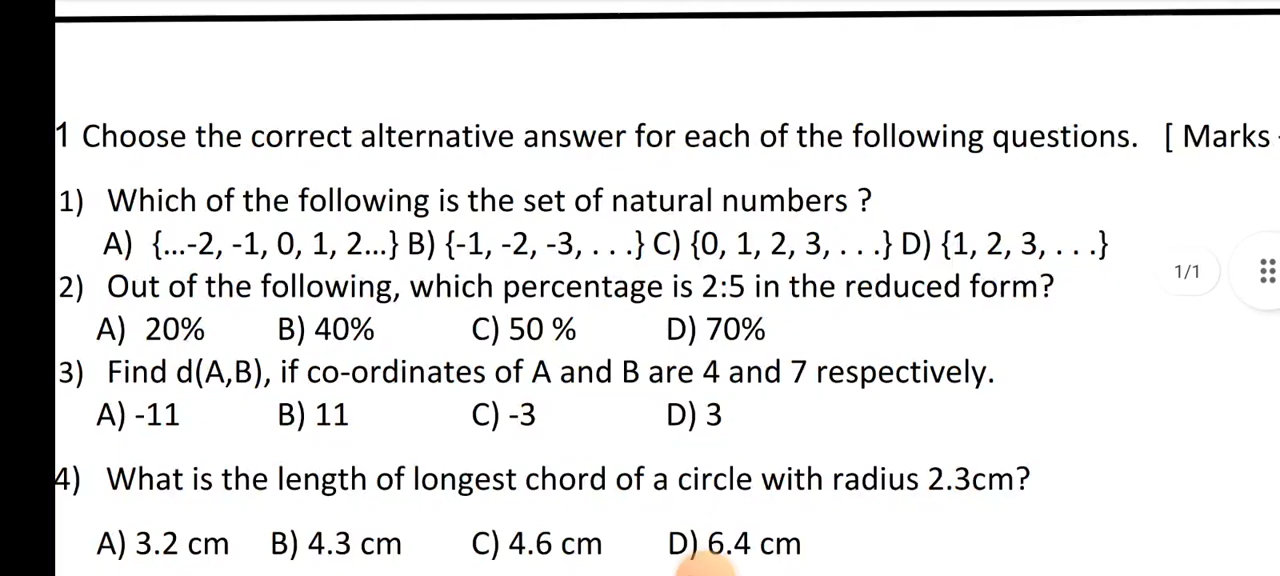 1 Choose the correct alternative answer for each of the following questions. [ Marks
1) Which of the following is the set of natural numbers ?
A) {...-2, -1, 0, 1, 2...} B) {-1, -2, -3, . . .} C) {0, 1, 2, 3, . . .} D) {1, 2, 3, . . .}
1/1
2) Out of the following, which percentage is 2:5 in the reduced form?
A) 20% B) 40% C) 50 % D) 70%
3) Find d(A,B), if co-ordinates of A and B are 4 and 7 respectively.
A) -11 B) 11 C) -3 D) 3
4) What is the length of longest chord of a circle with radius 2.3cm?
A) 3.2 cm B) 4.3 cm C) 4.6 cm D) 6.4 cm